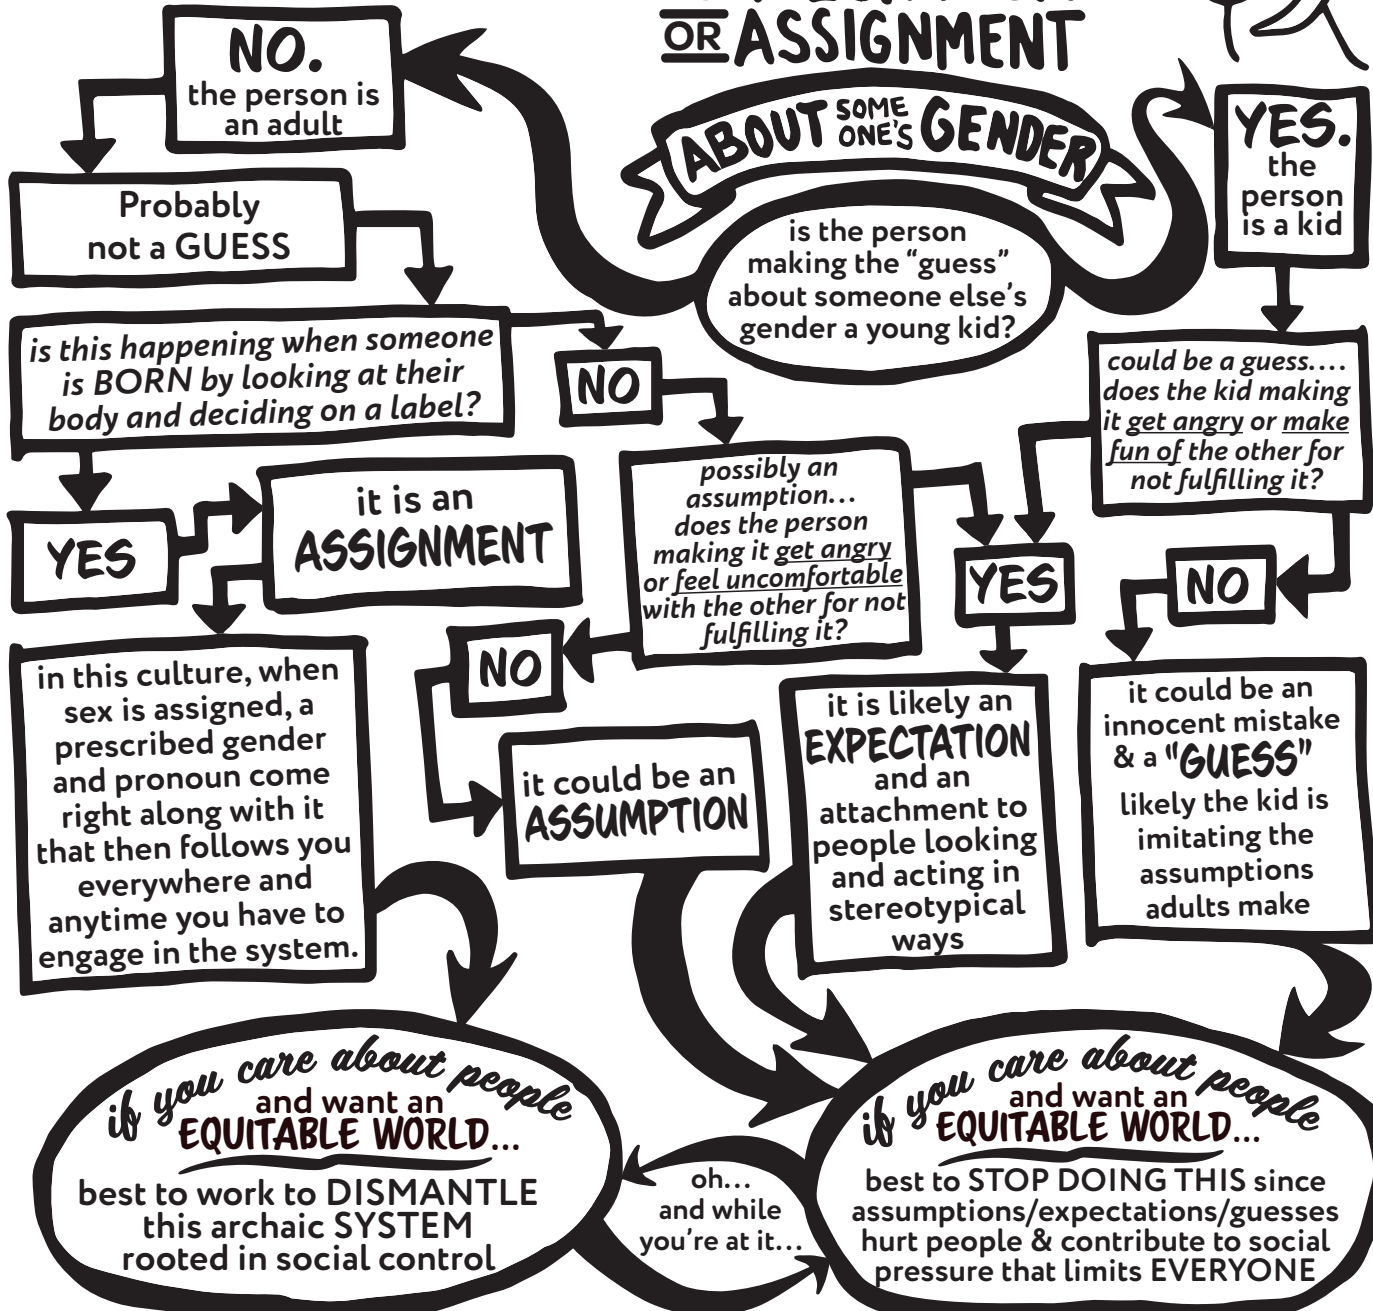 OR ASSIGNMENT
ABOUT SOME ONE'S GENDER
is the person
making the “guess”
about someone else's
gender a young kid?
NO.
the person is
an adult
Probably
not a GUESS
is this happening when someone
is BORN by looking at their
body and deciding on a label?
YES
it is an
ASSIGNMENT
in this culture, when
sex is assigned, a
prescribed gender
and pronoun come
right along with it
that then follows you
everywhere and
anytime you have to
engage in the system.
NO
possibly an
assumption...
does the person
making it get angry
or feel uncomfortable
with the other for not
fulfilling it?
NO
it could be an
ASSUMPTION
YES.
the
person
is a kid
could be a guess....
does the kid making
it get angry or make
fun of the other for
not fulfilling it?
YES
it is likely an
EXPECTATION
and an
attachment to
people looking
and acting in
stereotypical
ways
NO
it could be an
innocent mistake
& a “GUESS”
likely the kid is
imitating the
assumptions
adults make
if you care about people
and want an
EQUITABLE WORLD...
best to work to DISMANTLE
this archaic SYSTEM
rooted in social control
oh...
and while
you're at it...
if you care about people
and want an
EQUITABLE WORLD...
best to STOP DOING THIS since
assumptions/expectations/guesses
hurt people & contribute to social
pressure that limits EVERYONE